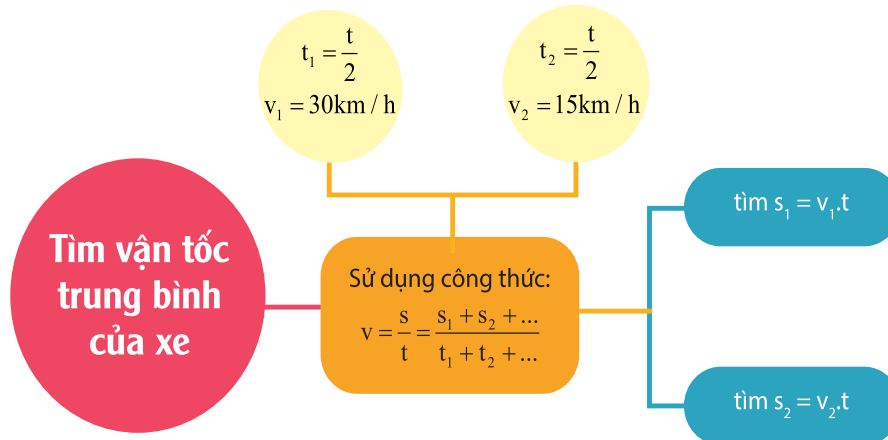 t₁ = t/2
v₁ = 30km / h
t₂ = t/2
v₂ = 15km / h
Tìm vận tốc
trung bình
của xe
Sử dụng công thức:
v = s/t = (s₁ + s₂ + ...)/(t₁ + t₂ + ...)
tìm s₁ = v₁.t
tìm s₂ = v₂.t